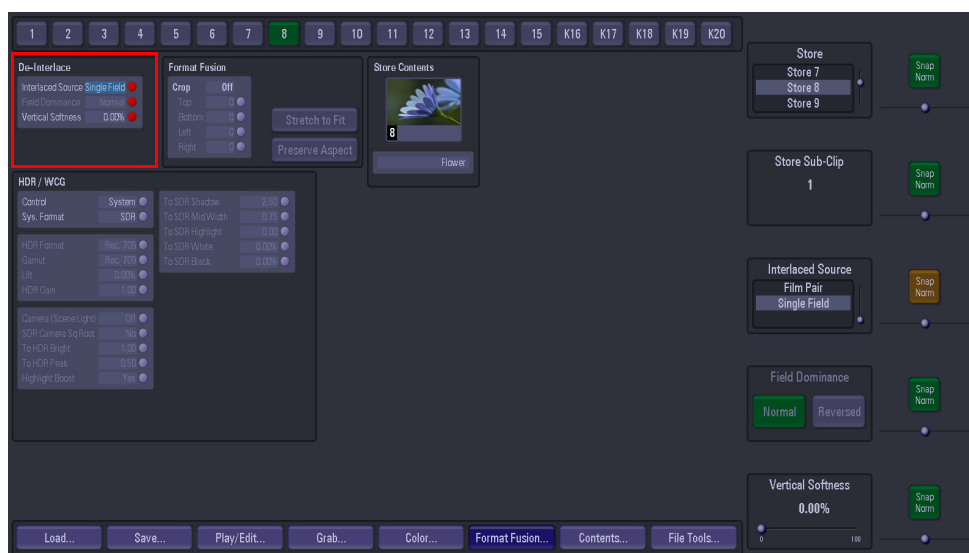 1 2 3 4 5 6 7 8 9 10 11 12 13 14 15 K16 K17 K18 K19 K20
De-Interlace
Interlaced Source Single Field
Field Dominance Normal
Vertical Softness 0.00%
Format Fusion
Crop Off
Top 0
Bottom 0
Left 0
Right 0
Stretch to Fit
Preserve Aspect
Store Contents
8
Flower
HDR / WCG
Control System
Sys. Format SDR
HDR Format Rec. 709
Gamut Rec. 709
Lift 0.00%
HDR Gain 1.00
Camera (Scene Light) Off
SDR Camera Sq Root No
To HDR Bright 1.00
To HDR Peak 0.50
Highlight Boost Yes
To SDR Shadow 2.50
To SDR Mid Width 0.75
To SDR Highlight 0.00
To SDR White 0.00%
To SDR Black 0.00%
Store
Store 7
Store 8
Store 9
Snap Norm
Store Sub-Clip
1
Snap Norm
Interlaced Source
Film Pair
Single Field
Snap Norm
Field Dominance
Normal Reversed
Snap Norm
Vertical Softness
0.00%
0 100
Snap Norm
Load... Save... Play/Edit... Grab... Color... Format Fusion... Contents... File Tools...